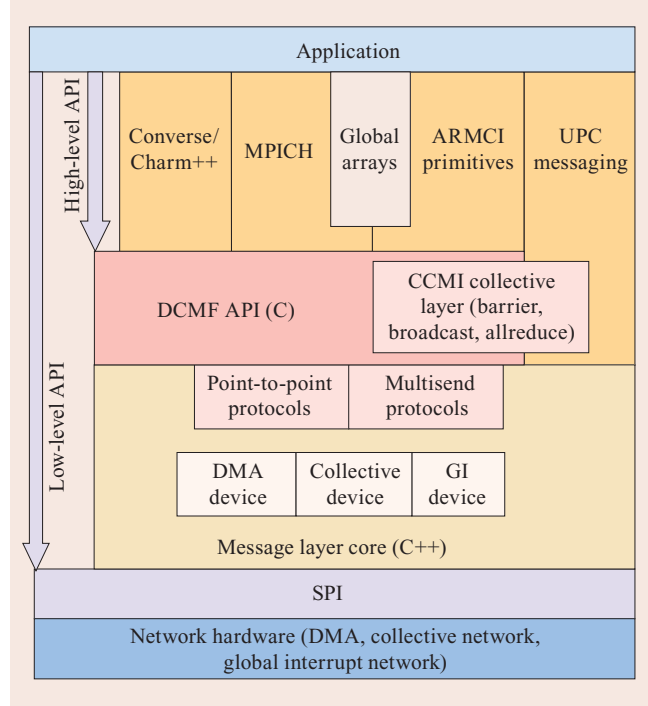 Application
High-level API
Low-level API
Converse/
Charm++
MPICH
Global
arrays
ARMCI
primitives
UPC
messaging
DCMF API (C)
CCMI collective
layer (barrier,
broadcast, allreduce)
Point-to-point
protocols
Multisend
protocols
DMA
device
Collective
device
GI
device
Message layer core (C++)
SPI
Network hardware (DMA, collective network,
global interrupt network)